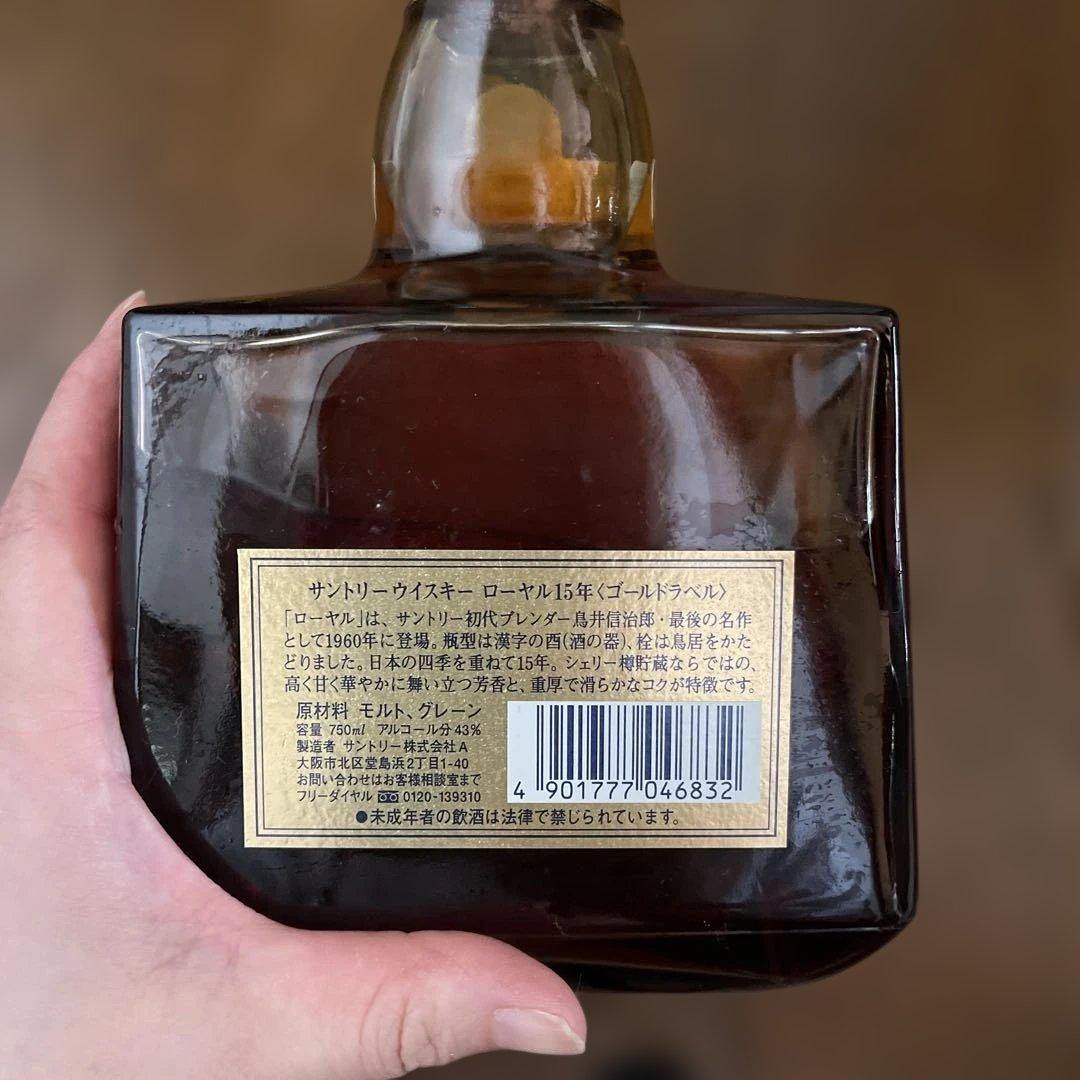 サントリーウイスキー ローヤル15年〈ゴールドラベル〉
「ローヤル」は、サントリー初代ブレンダー鳥井信治郎・最後の名作
として1960年に登場。瓶型は漢字の酉(酒の器)、栓は鳥居をかた
どりました。日本の四季を重ねて15年。シェリー樽貯蔵ならではの、
高く甘く華やかに舞い立つ芳香と、重厚で滑らかなコクが特徴です。
原材料 モルト、グレーン
容量 750ml アルコール分 43%
製造者 サントリー株式会社A
大阪市北区堂島浜2丁目1-40
お問い合わせはお客様相談室まで
フリーダイヤル 0120-139310
4 901777 046832
●未成年者の飲酒は法律で禁じられています。